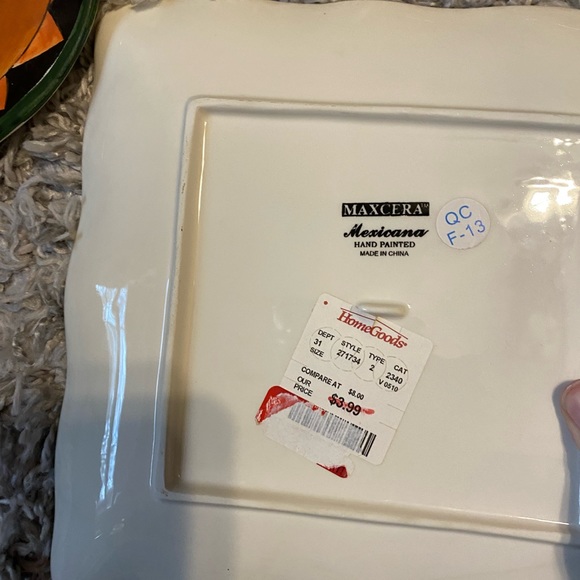 MAXCERA™
Mexicana
HAND PAINTED
MADE IN CHINA
QC
F-13
HomeGoods
DEPT STYLE TYPE CAT
31 271734 2 2340
SIZE V 0510
COMPARE AT $8.00
OUR
PRICE $3.99